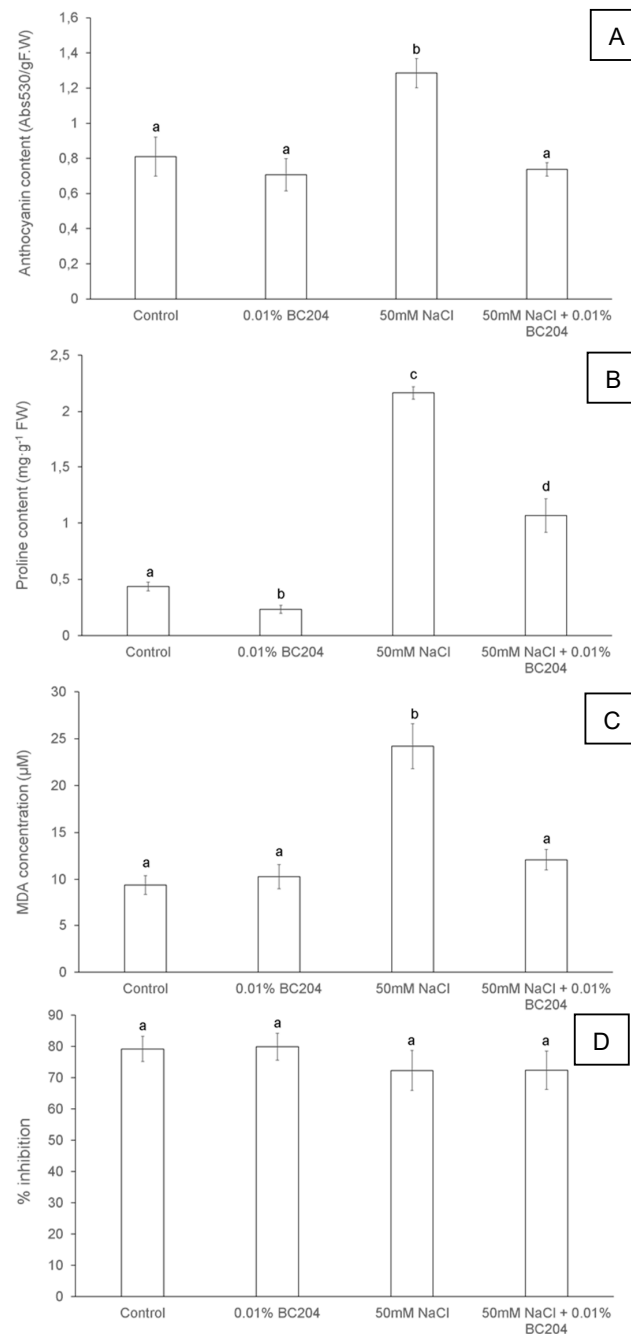 A
Anthocyanin content (Abs530/gF.W)
1,6
1,4
1,2
1
0,8
0,6
0,4
0,2
0
a
a
b
a
Control
0.01% BC204
50mM NaCl
50mM NaCl + 0.01%
BC204
B
Proline content (mg·g⁻¹ FW)
2,5
2
1,5
1
0,5
0
a
b
c
d
Control
0.01% BC204
50mM NaCl
50mM NaCl + 0.01%
BC204
C
MDA concentration (µM)
30
25
20
15
10
5
0
a
a
b
a
Control
0.01% BC204
50mM NaCl
50mM NaCl + 0.01%
BC204
D
% inhibition
90
80
70
60
50
40
30
20
10
0
a
a
a
a
Control
0.01% BC204
50mM NaCl
50mM NaCl + 0.01%
BC204